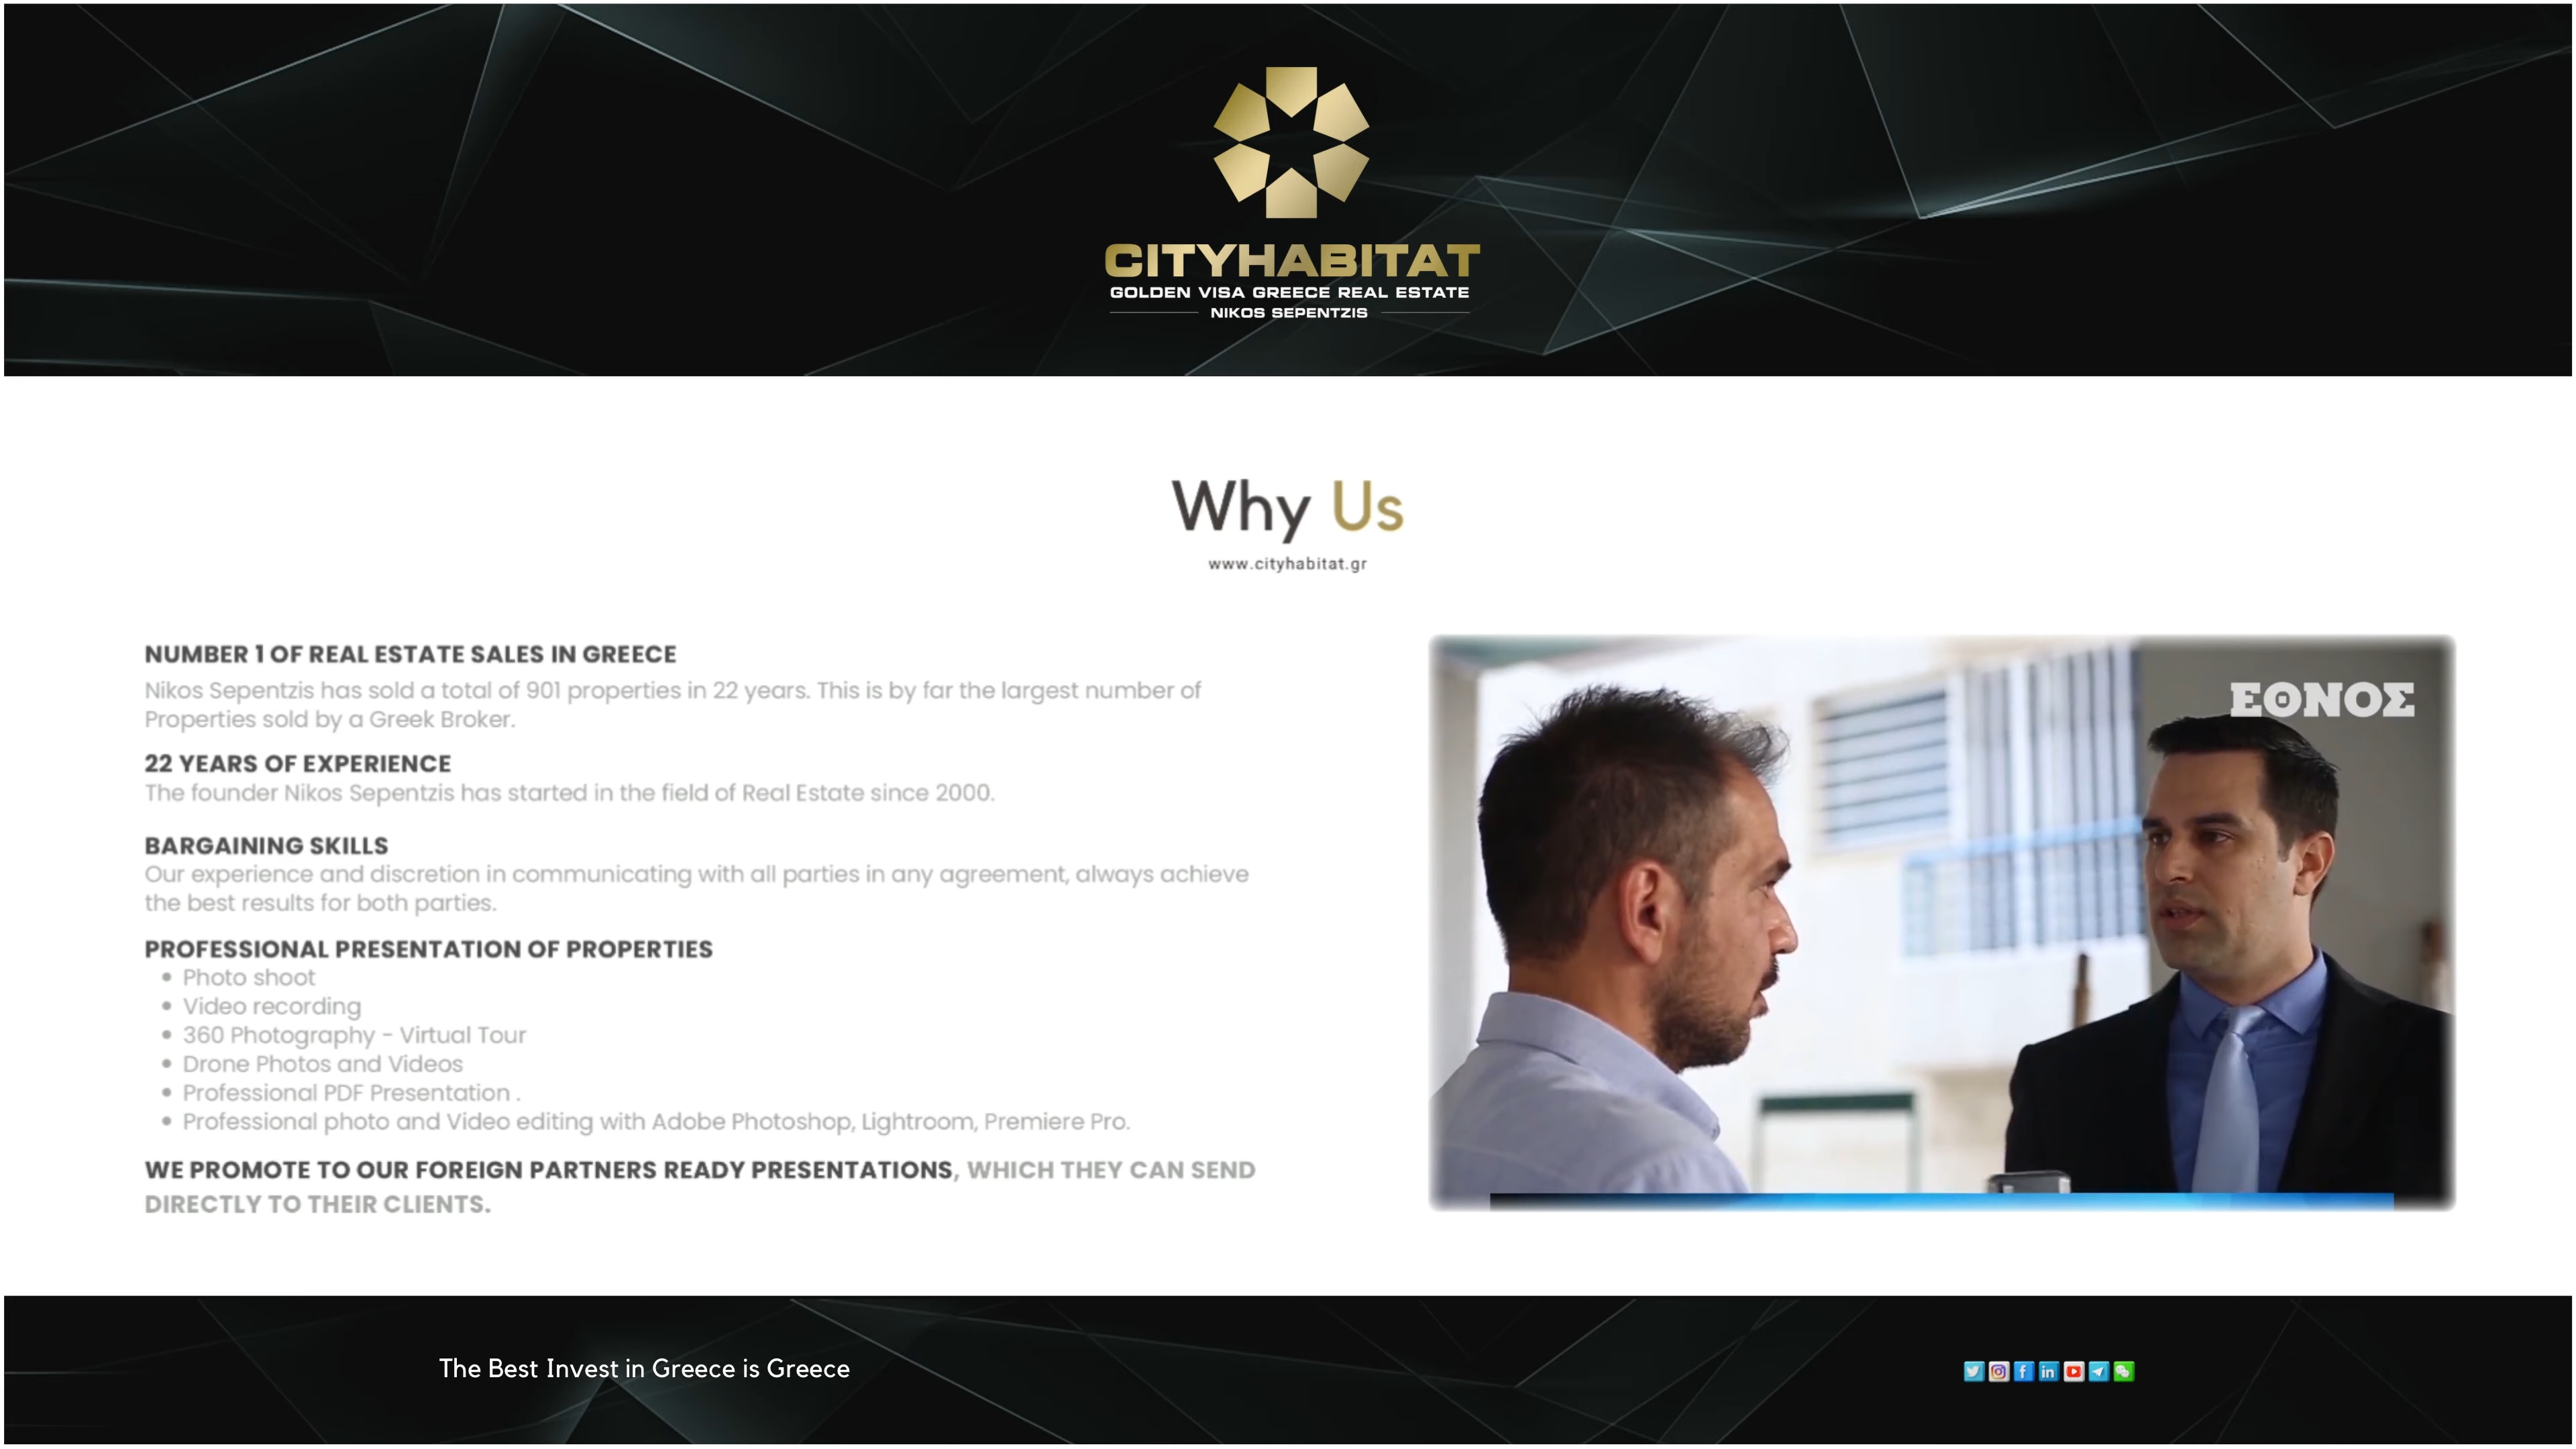 CITYHABITAT
GOLDEN VISA GREECE REAL ESTATE
NIKOS SEPENTZIS
Why Us
www.cityhabitat.gr
NUMBER 1 OF REAL ESTATE SALES IN GREECE
Nikos Sepentzis has sold a total of 901 properties in 22 years. This is by far the largest number of
Properties sold by a Greek Broker.
22 YEARS OF EXPERIENCE
The founder Nikos Sepentzis has started in the field of Real Estate since 2000.
BARGAINING SKILLS
Our experience and discretion in communicating with all parties in any agreement, always achieve
the best results for both parties.
PROFESSIONAL PRESENTATION OF PROPERTIES
• Photo shoot
• Video recording
• 360 Photography - Virtual Tour
• Drone Photos and Videos
• Professional PDF Presentation .
• Professional photo and Video editing with Adobe Photoshop, Lightroom, Premiere Pro.
WE PROMOTE TO OUR FOREIGN PARTNERS READY PRESENTATIONS, WHICH THEY CAN SEND
DIRECTLY TO THEIR CLIENTS.
ΕΘΝΟΣ
The Best Invest in Greece is Greece